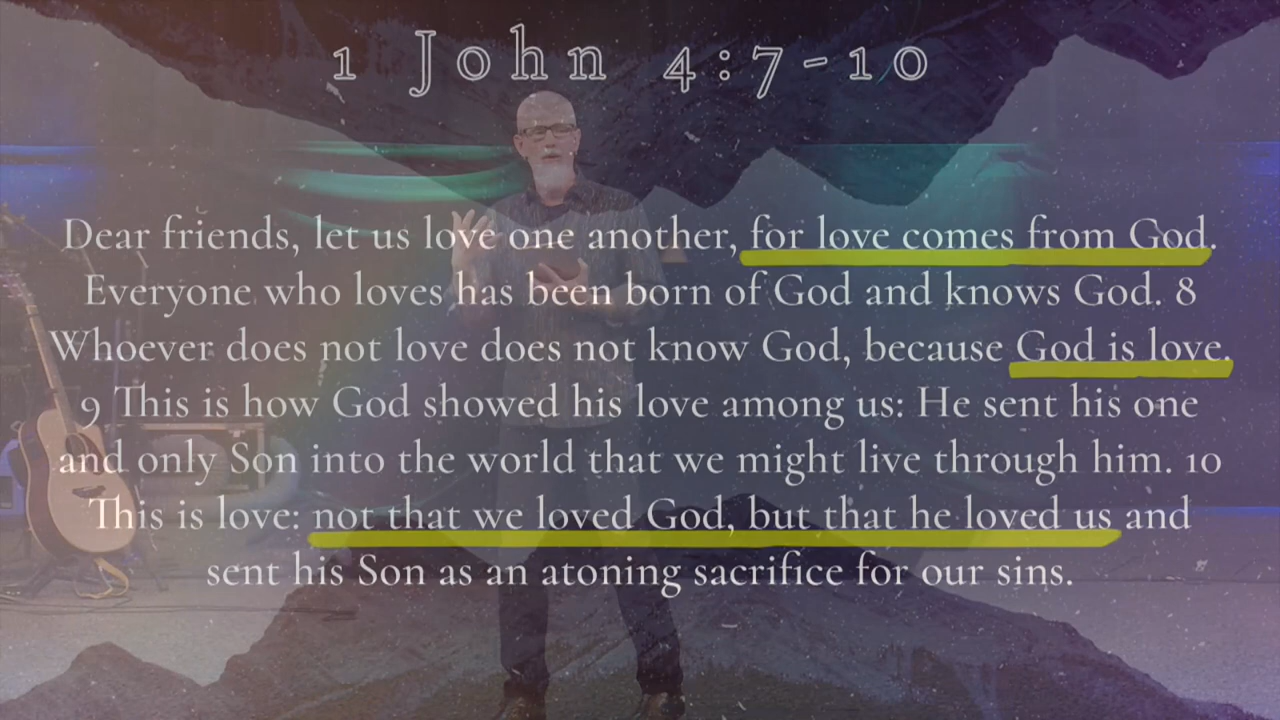 1 John 4:7-10
Dear friends, let us love one another, for love comes from God.
Everyone who loves has been born of God and knows God. 8
Whoever does not love does not know God, because God is love.
9 This is how God showed his love among us: He sent his one
and only Son into the world that we might live through him. 10
This is love: not that we loved God, but that he loved us and
sent his Son as an atoning sacrifice for our sins.